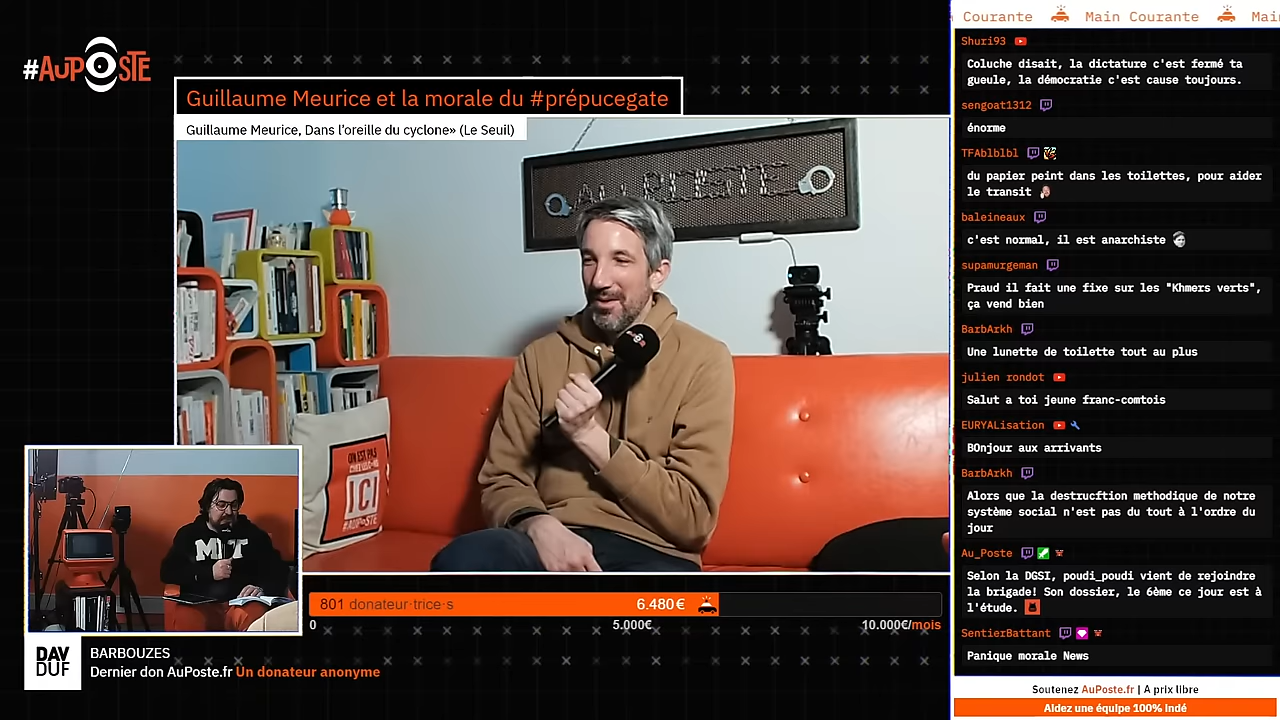 #AuPOSTE
Guillaume Meurice et la morale du #prépucegate
Guillaume Meurice, Dans l'oreille du cyclone» (Le Seuil)
AU POSTE
ON EST PAS
ICI
#AUPOSTE
MIT
801 donateur·trice·s
6.480€
0
5.000€
10.000€/mois
DAV
DUF
BARBOUZES
Dernier don AuPoste.fr Un donateur anonyme
Courante Main Courante Mai
Shuri93
Coluche disait, la dictature c'est fermé ta
gueule, la démocratie c'est cause toujours.
sengoat1312
énorme
TFAblblbl
du papier peint dans les toilettes, pour aider
le transit
baleineaux
c'est normal, il est anarchiste
supamurgeman
Praud il fait une fixe sur les "Khmers verts",
ça vend bien
BarbArkh
Une lunette de toilette tout au plus
julien rondot
Salut a toi jeune franc-comtois
EURYALisation
BOnjour aux arrivants
BarbArkh
Alors que la destrucftion methodique de notre
système social n'est pas du tout à l'ordre du
jour
Au_Poste
Selon la DGSI, poudi_poudi vient de rejoindre
la brigade! Son dossier, le 6ème ce jour est à
l'étude.
SentierBattant
Panique morale News
Soutenez AuPoste.fr | A prix libre
Aidez une équipe 100% indé